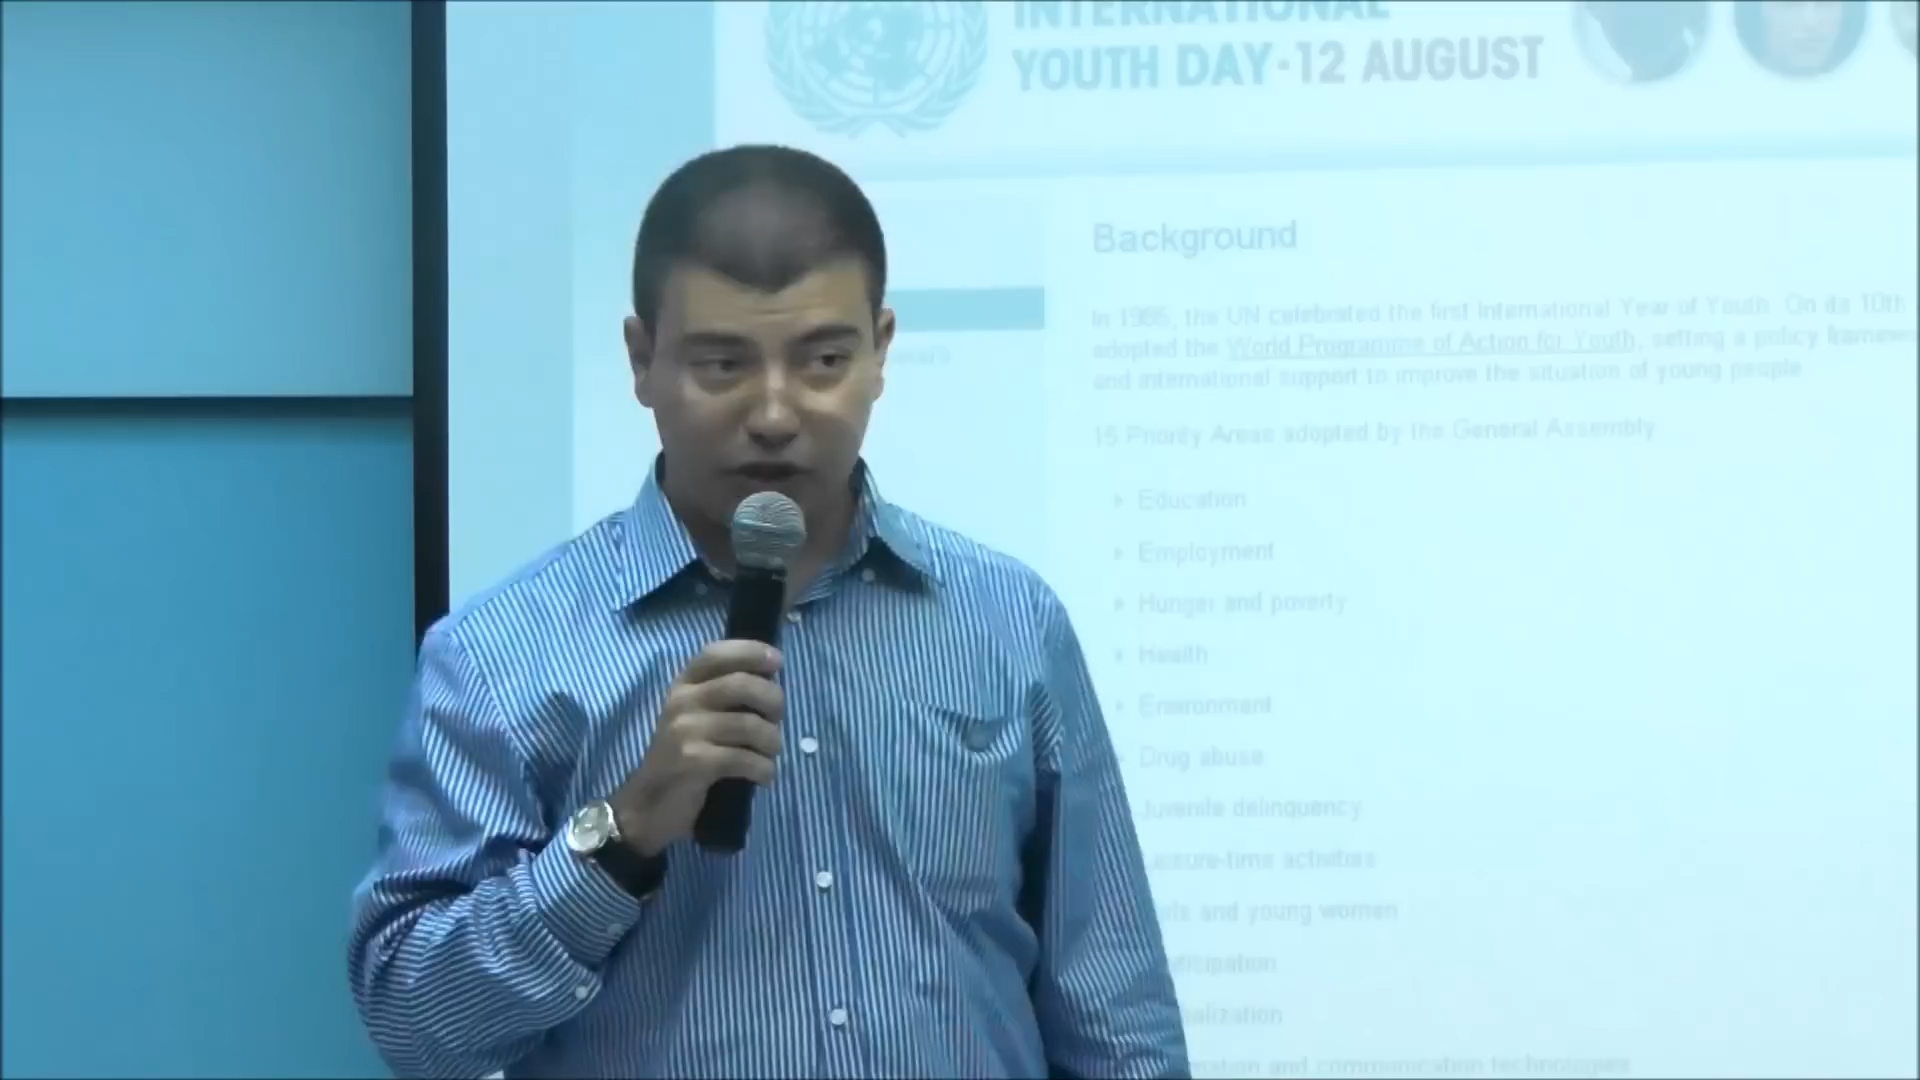 INTERNATIONAL
YOUTH DAY·12 AUGUST
Background
In 1985, the UN celebrated the first International Year of Youth. On its 10th
adopted the World Programme of Action for Youth, setting a policy
and international support to improve the situation of young people.
15 Priority Areas adopted by the General Assembly
Education
Employment
Hunger and poverty
Health
Environment
Drug abuse
Juvenile delinquency
Leisure-time activities
and young women
and communication technologies